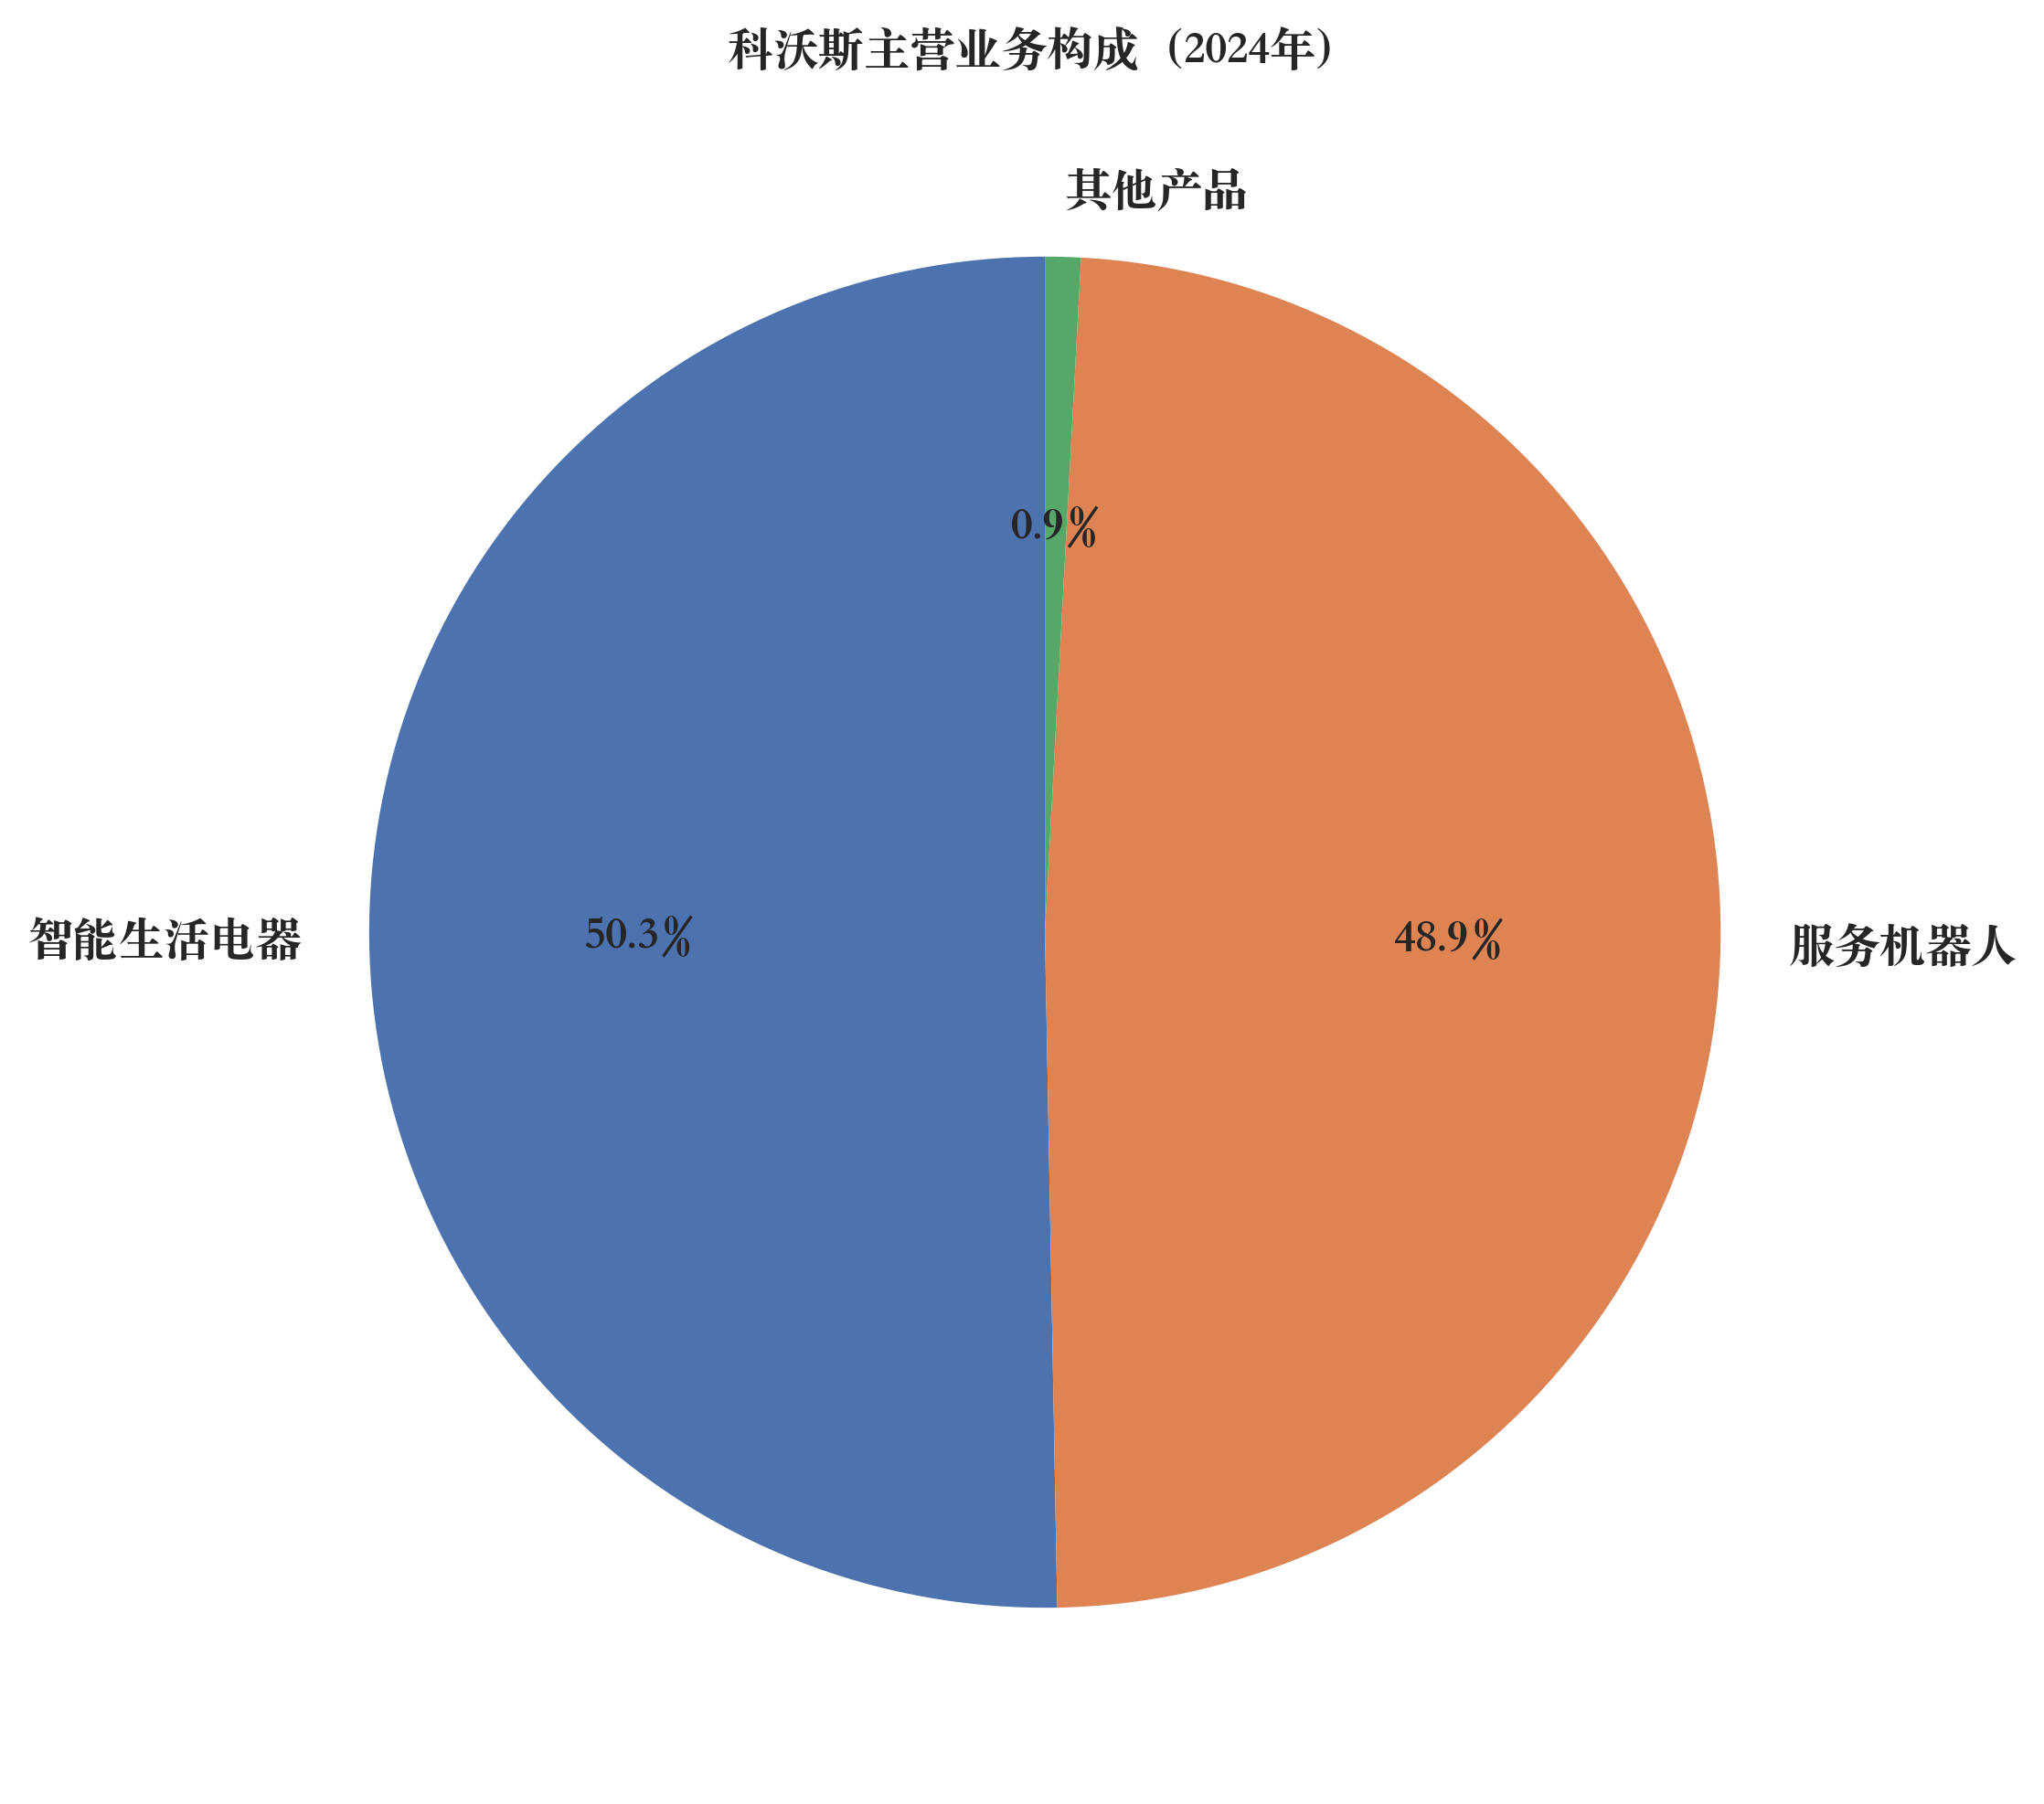 科沃斯主营业务构成（2024年）
其他产品
0.9%
智能生活电器
50.3%
48.9%
服务机器人